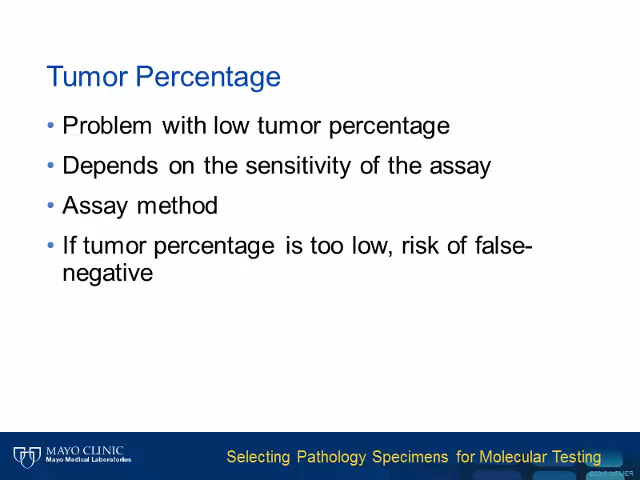 Tumor Percentage
• Problem with low tumor percentage
• Depends on the sensitivity of the assay
• Assay method
• If tumor percentage is too low, risk of false-
negative
MAYO CLINIC
Mayo Medical Laboratories
Selecting Pathology Specimens for Molecular Testing